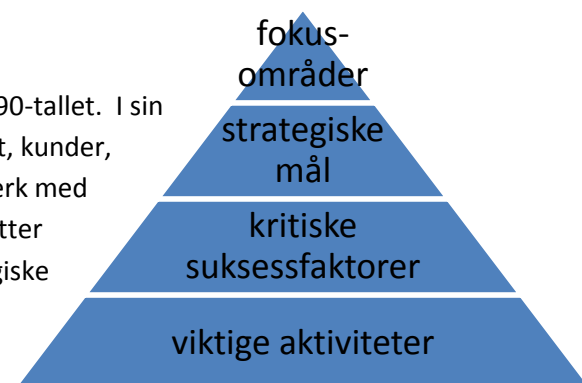 90-tallet. I sin
t, kunder,
erk med
tter
giske
fokus-
områder
strategiske
mål
kritiske
suksessfaktorer
viktige aktiviteter